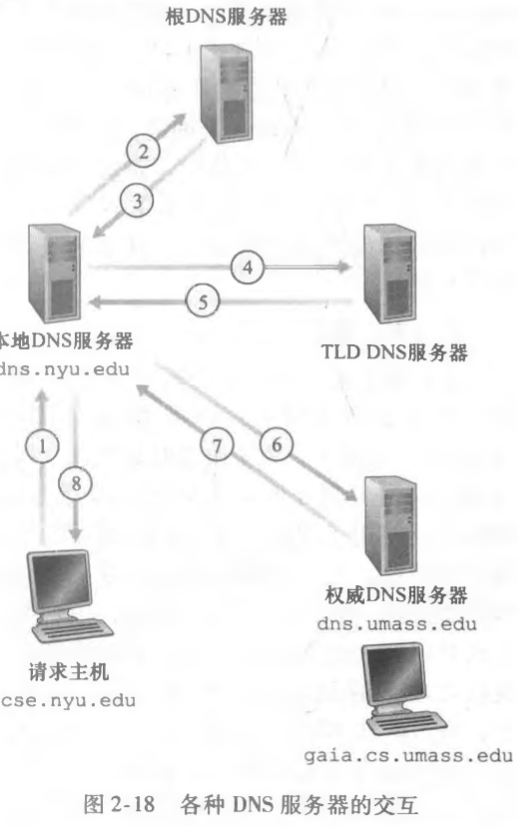 根DNS服务器
2
3
4
5
本地DNS服务器
dns.nyu.edu
TLD DNS服务器
1
8
7
6
权威DNS服务器
dns.umass.edu
请求主机
cse.nyu.edu
gaia.cs.umass.edu
图 2-18 各种 DNS 服务器的交互